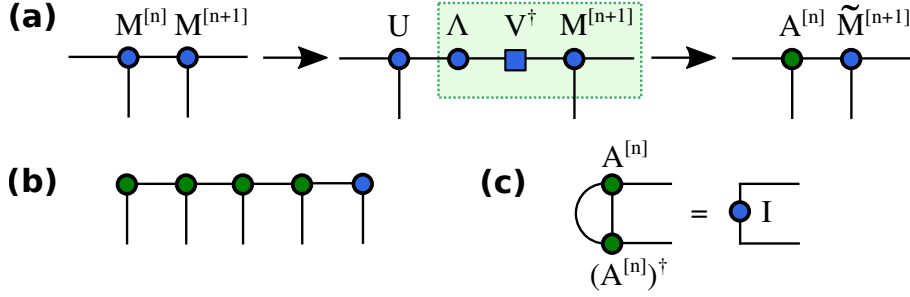 (a) M^[n] M^[n+1] U Λ V^† M^[n+1] A^[n] M̃^[n+1]
(b)
(c) A^[n]
= I
(A^[n])^†